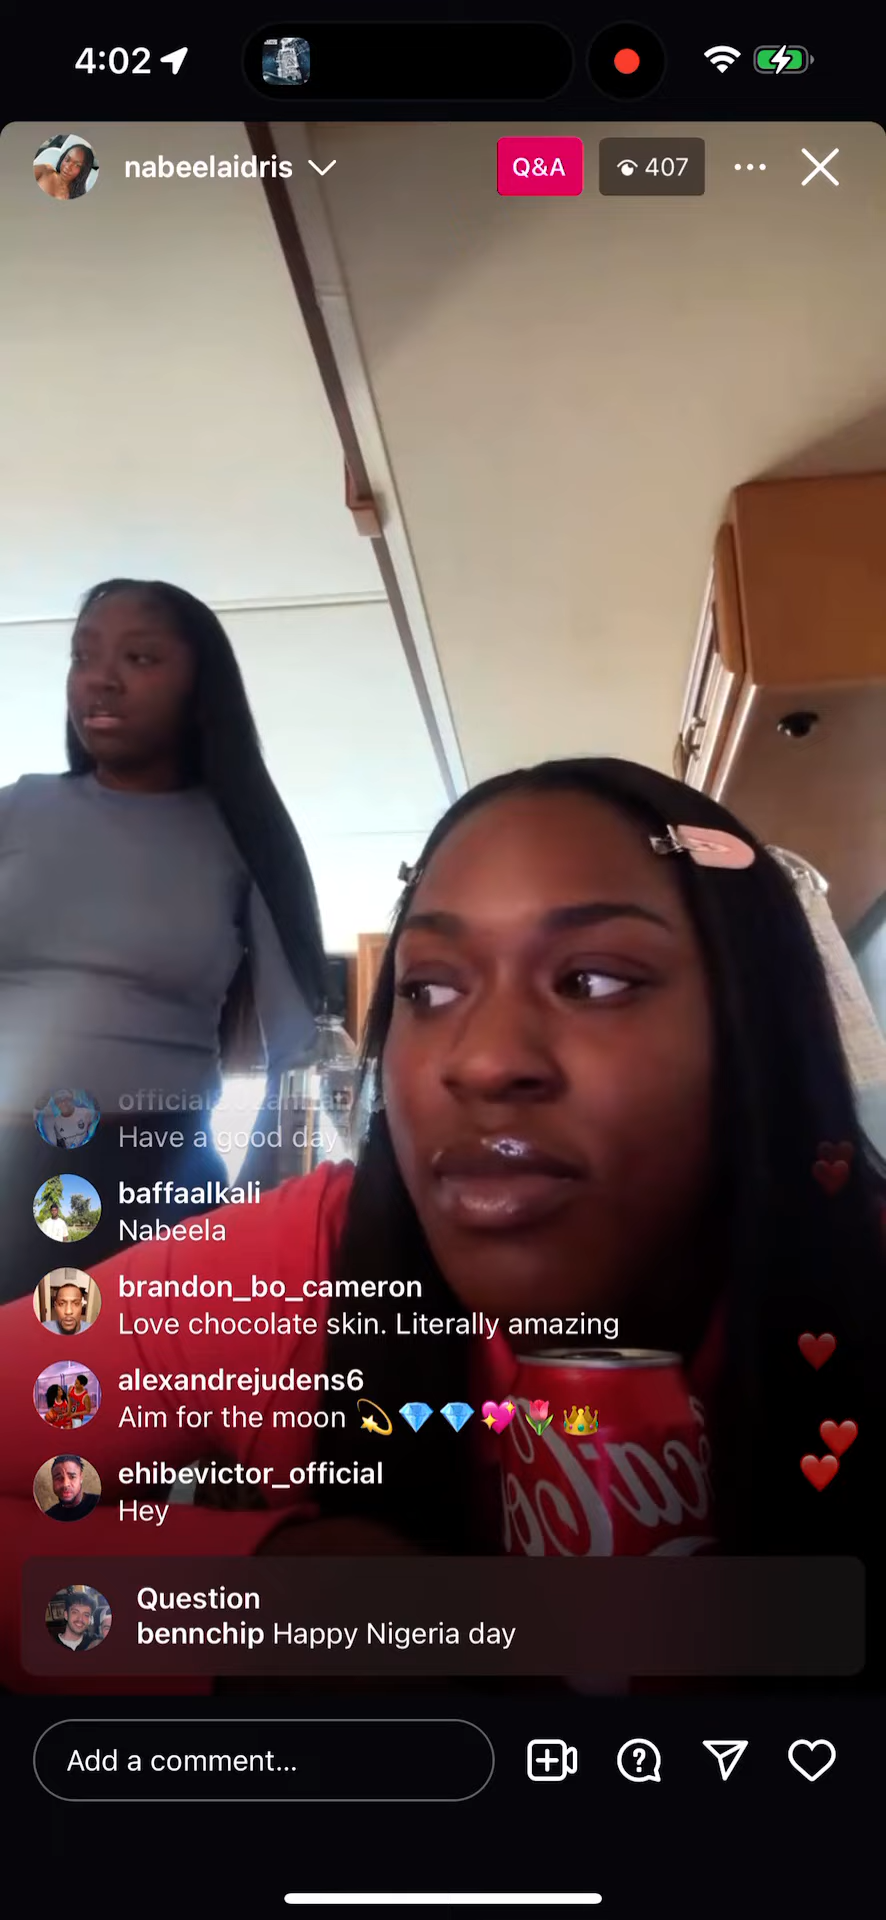 4:02
nabeelaidris
Q&A
407
Have a good day
baffaalkali
Nabeela
brandon_bo_cameron
Love chocolate skin. Literally amazing
alexandrejudens6
Aim for the moon 💫💎💎💖🌷👑
ehibevictor_official
Hey
Question
bennchip Happy Nigeria day
Add a comment...